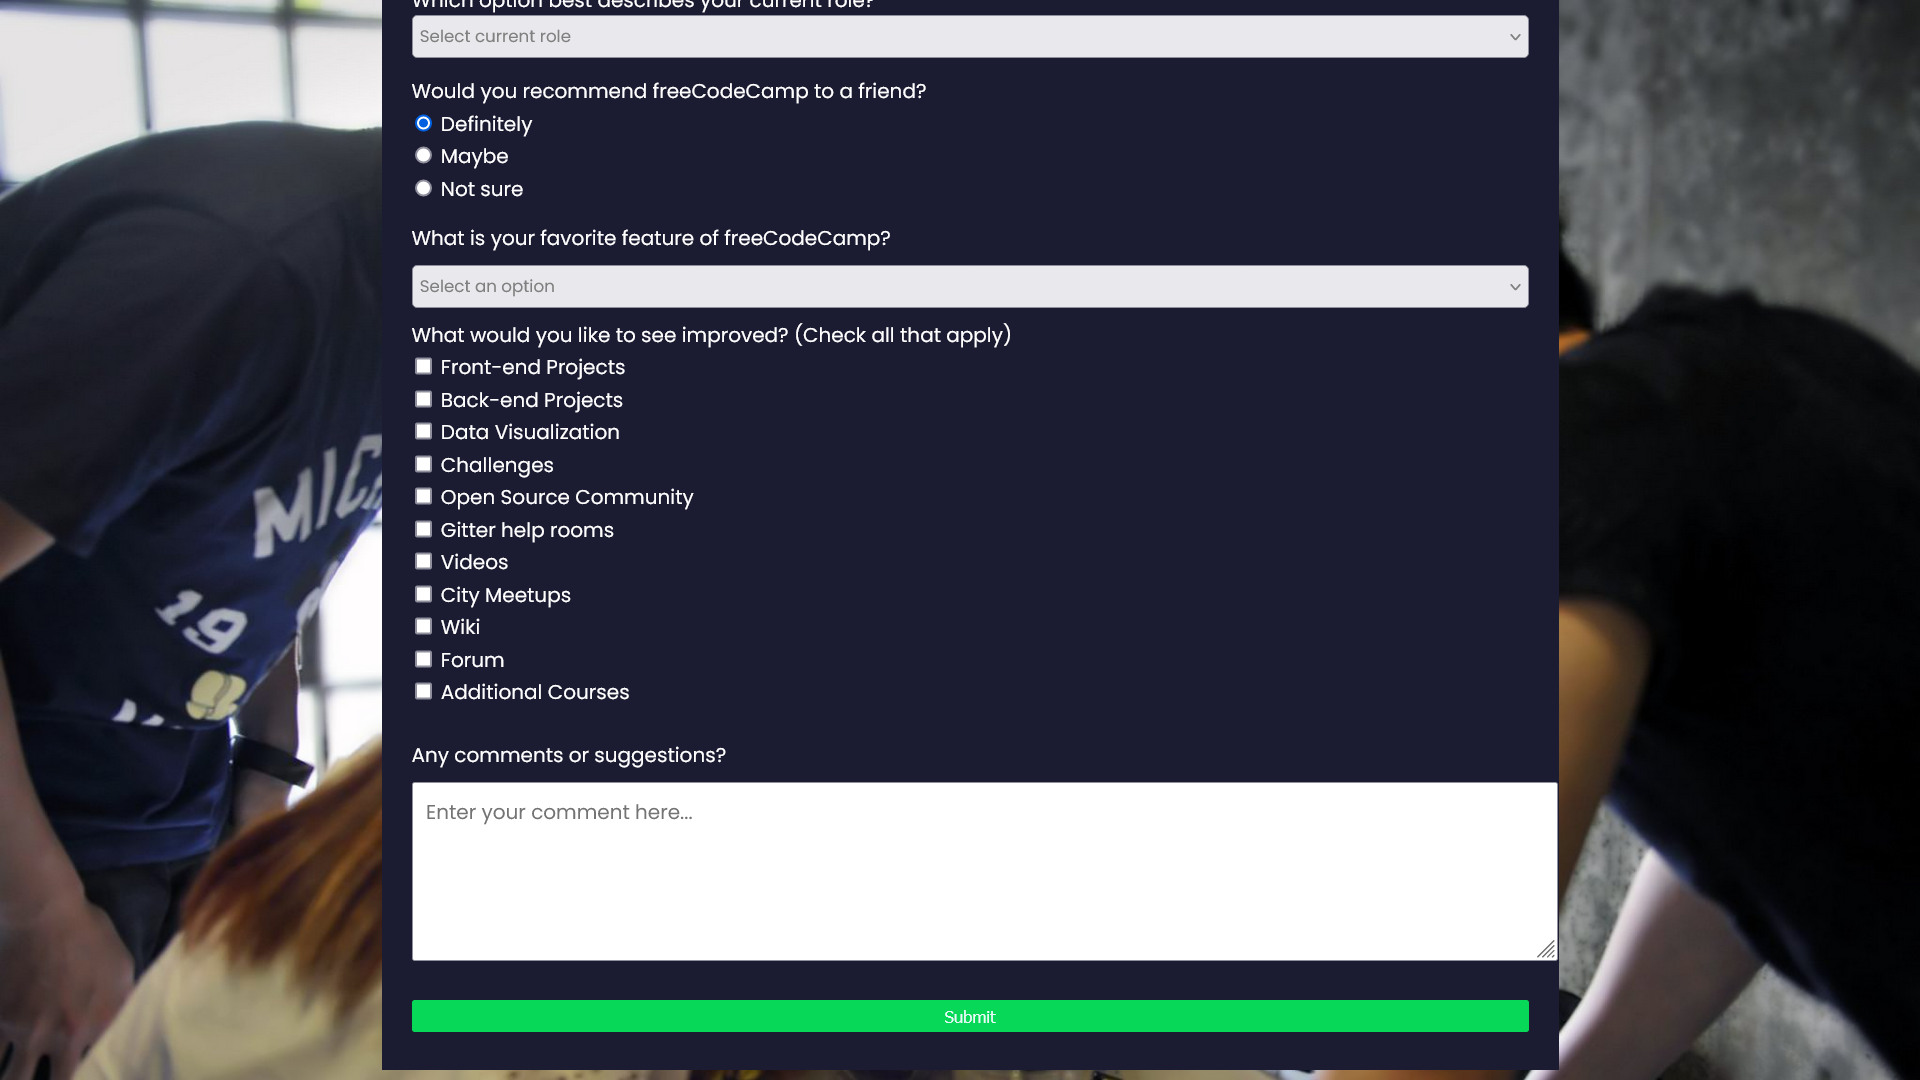 Which option best describes your current role?
Select current role
Would you recommend freeCodeCamp to a friend?
Definitely
Maybe
Not sure
What is your favorite feature of freeCodeCamp?
Select an option
What would you like to see improved? (Check all that apply)
Front-end Projects
Back-end Projects
Data Visualization
Challenges
Open Source Community
Gitter help rooms
Videos
City Meetups
Wiki
Forum
Additional Courses
Any comments or suggestions?
Enter your comment here...
Submit
19